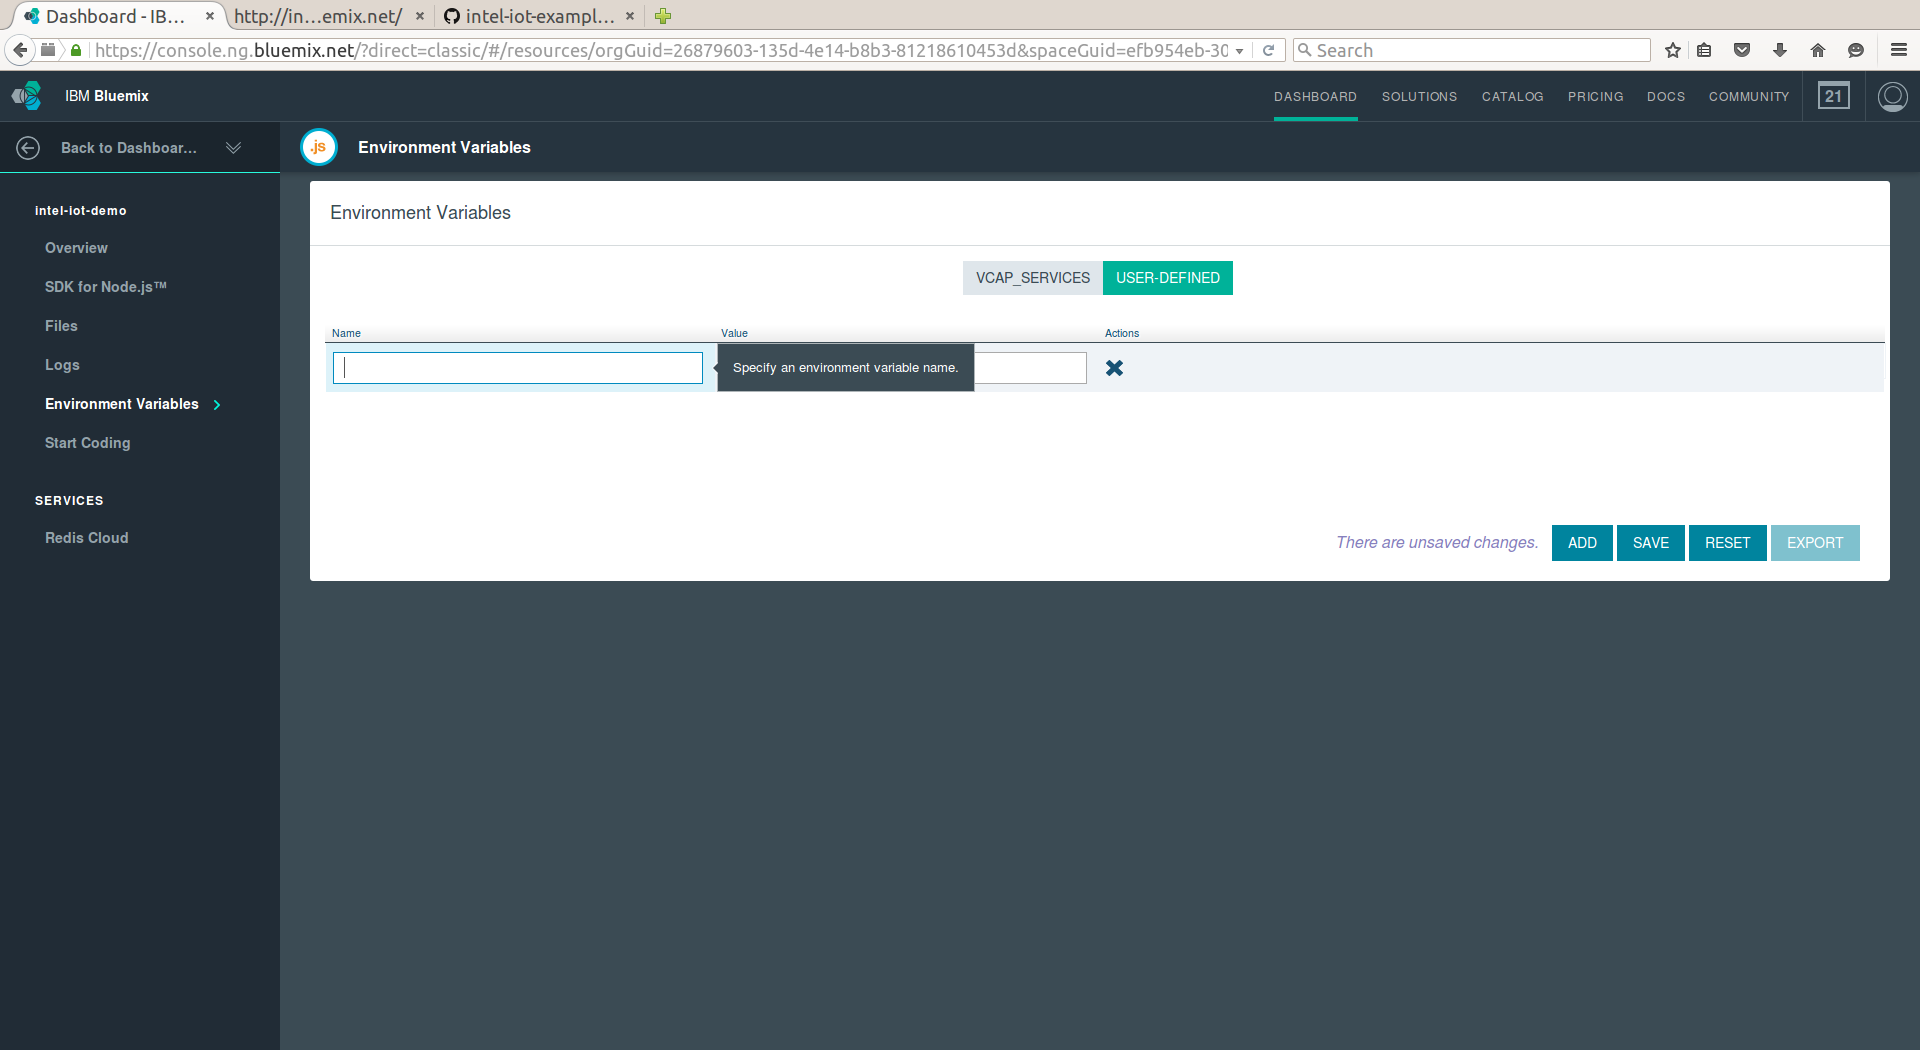 Dashboard - IB...
http://in...emix.net/
intel-iot-exampl...
https://console.ng.bluemix.net/?direct=classic/#/resources/orgGuid=26879603-135d-4e14-b8b3-81218610453d&spaceGuid=efb954eb-30
Search
IBM Bluemix
DASHBOARD
SOLUTIONS
CATALOG
PRICING
DOCS
COMMUNITY
21
Back to Dashboar...
.js
Environment Variables
intel-iot-demo
Overview
SDK for Node.js™
Files
Logs
Environment Variables
Start Coding
SERVICES
Redis Cloud
Environment Variables
VCAP_SERVICES
USER-DEFINED
Name
Value
Actions
Specify an environment variable name.
There are unsaved changes.
ADD
SAVE
RESET
EXPORT